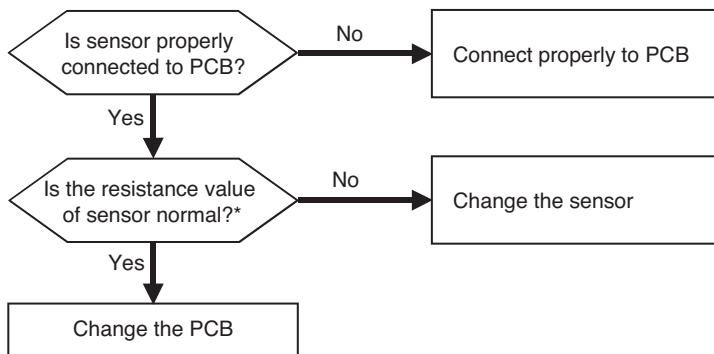 Is sensor properly
connected to PCB?
No
Connect properly to PCB
Yes
Is the resistance value
of sensor normal?*
No
Change the sensor
Yes
Change the PCB